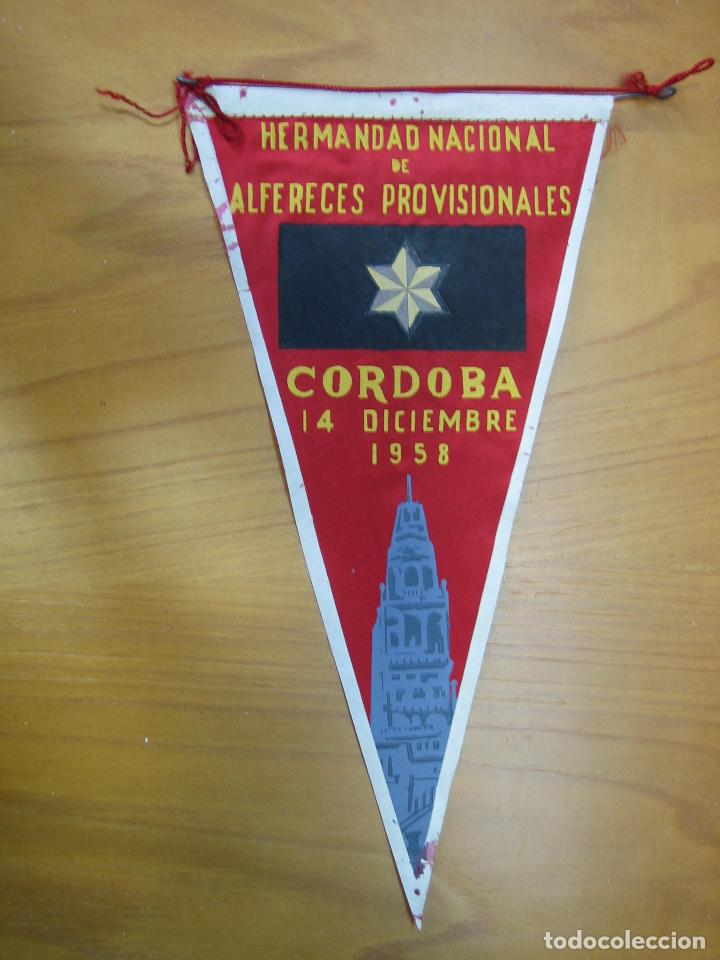 HERMANDAD NACIONAL
DE
ALFERECES PROVISIONALES
CORDOBA
14 DICIEMBRE
1958
todocoleccion